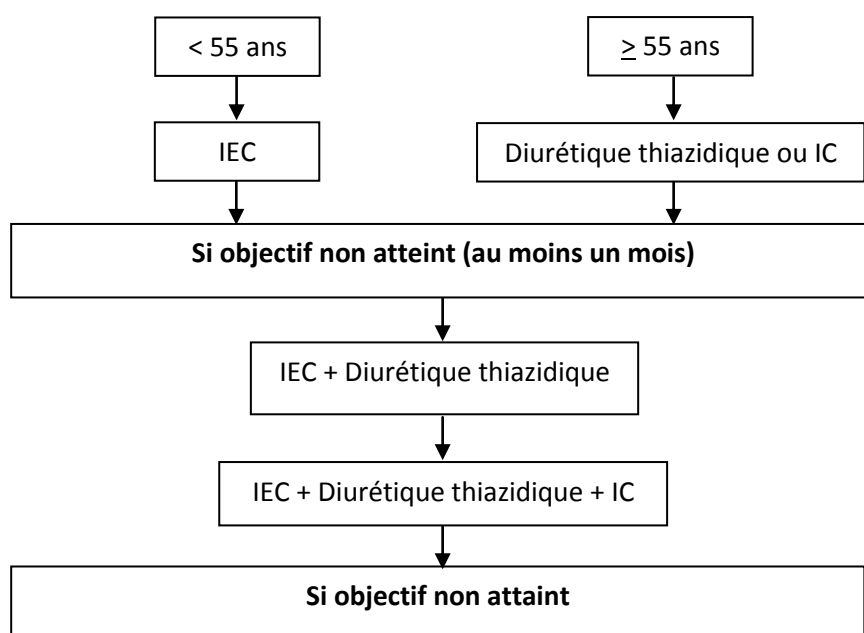 < 55 ans
≥ 55 ans
IEC
Diurétique thiazidique ou IC
Si objectif non atteint (au moins un mois)
IEC + Diurétique thiazidique
IEC + Diurétique thiazidique + IC
Si objectif non attaint